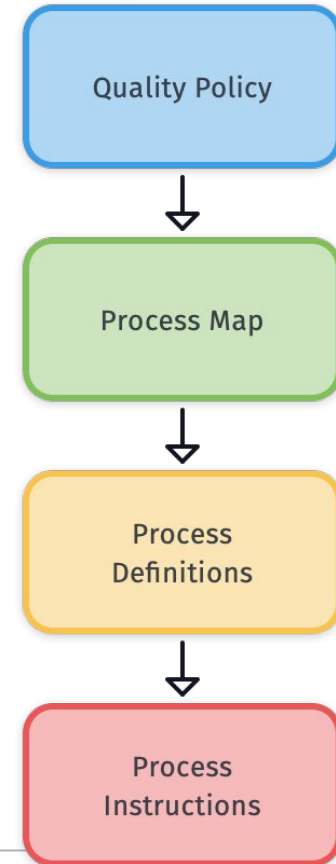 Quality Policy
Process Map
Process
Definitions
Process
Instructions